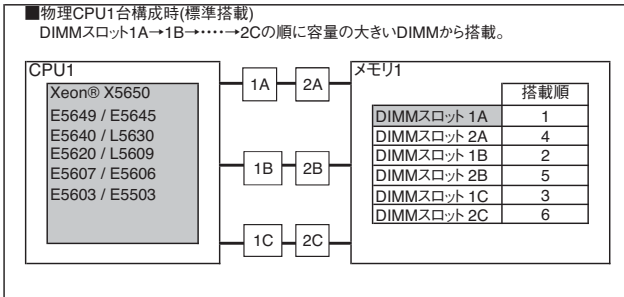 ■物理CPU1台構成時(標準搭載)
DIMMスロット1A→1B→‥‥→2Cの順に容量の大きいDIMMから搭載。
CPU1
Xeon® X5650
E5649 / E5645
E5640 / L5630
E5620 / L5609
E5607 / E5606
E5603 / E5503
1A 2A
1B 2B
1C 2C
メモリ1
搭載順
DIMMスロット 1A 1
DIMMスロット 2A 4
DIMMスロット 1B 2
DIMMスロット 2B 5
DIMMスロット 1C 3
DIMMスロット 2C 6